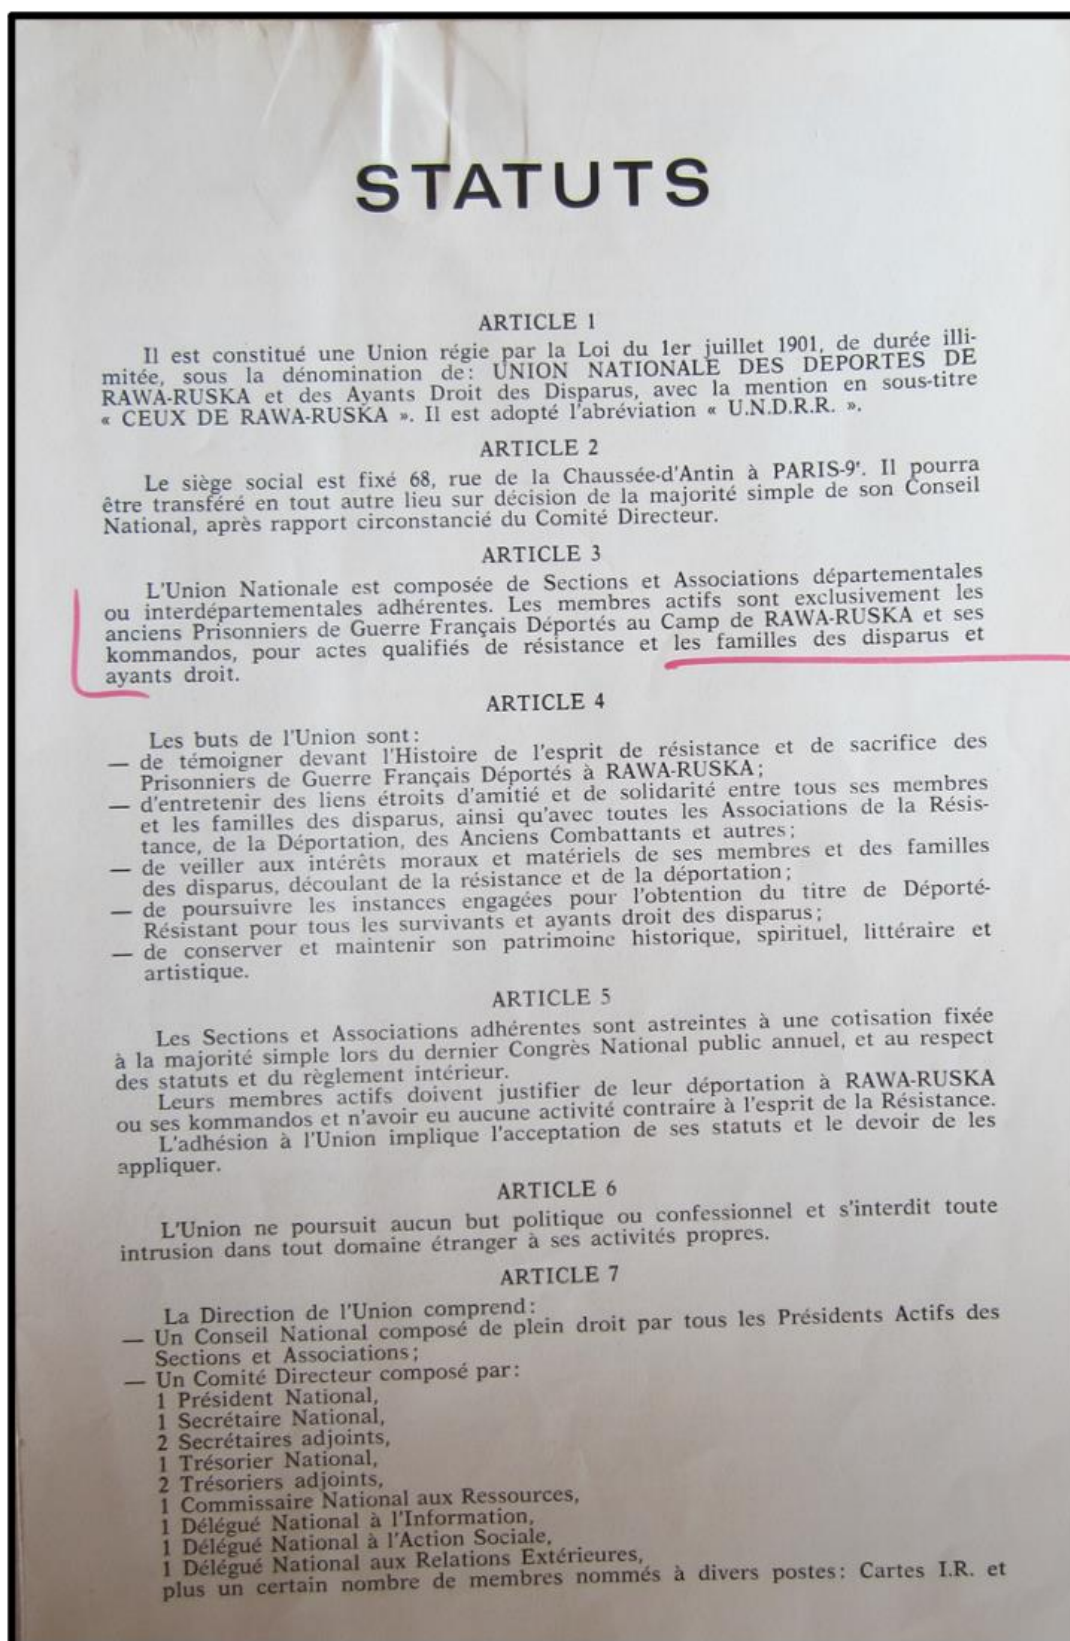 STATUTS
ARTICLE 1
Il est constitué une Union régie par la Loi du 1er juillet 1901, de durée illi-
mitée, sous la dénomination de: UNION NATIONALE DES DEPORTES DE
RAWA-RUSKA et des Ayants Droit des Disparus, avec la mention en sous-titre
« CEUX DE RAWA-RUSKA ». Il est adopté l'abréviation « U.N.D.R.R. ».
ARTICLE 2
Le siège social est fixé 68, rue de la Chaussée-d'Antin à PARIS-9e. Il pourra
être transféré en tout autre lieu sur décision de la majorité simple de son Conseil
National, après rapport circonstancié du Comité Directeur.
ARTICLE 3
L'Union Nationale est composée de Sections et Associations départementales
ou interdépartementales adhérentes. Les membres actifs sont exclusivement les
anciens Prisonniers de Guerre Français Déportés au Camp de RAWA-RUSKA et ses
kommandos, pour actes qualifiés de résistance et les familles des disparus et
ayants droit.
ARTICLE 4
Les buts de l'Union sont:
— de témoigner devant l'Histoire de l'esprit de résistance et de sacrifice des
Prisonniers de Guerre Français Déportés à RAWA-RUSKA;
— d'entretenir des liens étroits d'amitié et de solidarité entre tous ses membres
et les familles des disparus, ainsi qu'avec toutes les Associations de la Résis-
tance, de la Déportation, des Anciens Combattants et autres;
— de veiller aux intérêts moraux et matériels de ses membres et des familles
des disparus, découlant de la résistance et de la déportation;
— de poursuivre les instances engagées pour l'obtention du titre de Déporté-
Résistant pour tous les survivants et ayants droit des disparus;
— de conserver et maintenir son patrimoine historique, spirituel, littéraire et
artistique.
ARTICLE 5
Les Sections et Associations adhérentes sont astreintes à une cotisation fixée
à la majorité simple lors du dernier Congrès National public annuel, et au respect
des statuts et du règlement intérieur.
Leurs membres actifs doivent justifier de leur déportation à RAWA-RUSKA
ou ses kommandos et n'avoir eu aucune activité contraire à l'esprit de la Résistance.
L'adhésion à l'Union implique l'acceptation de ses statuts et le devoir de les
appliquer.
ARTICLE 6
L'Union ne poursuit aucun but politique ou confessionnel et s'interdit toute
intrusion dans tout domaine étranger à ses activités propres.
ARTICLE 7
La Direction de l'Union comprend:
— Un Conseil National composé de plein droit par tous les Présidents Actifs des
Sections et Associations;
— Un Comité Directeur composé par:
1 Président National,
1 Secrétaire National,
2 Secrétaires adjoints,
1 Trésorier National,
2 Trésoriers adjoints,
1 Commissaire National aux Ressources,
1 Délégué National à l'Information,
1 Délégué National à l'Action Sociale,
1 Délégué National aux Relations Extérieures,
plus un certain nombre de membres nommés à divers postes: Cartes I.R. et